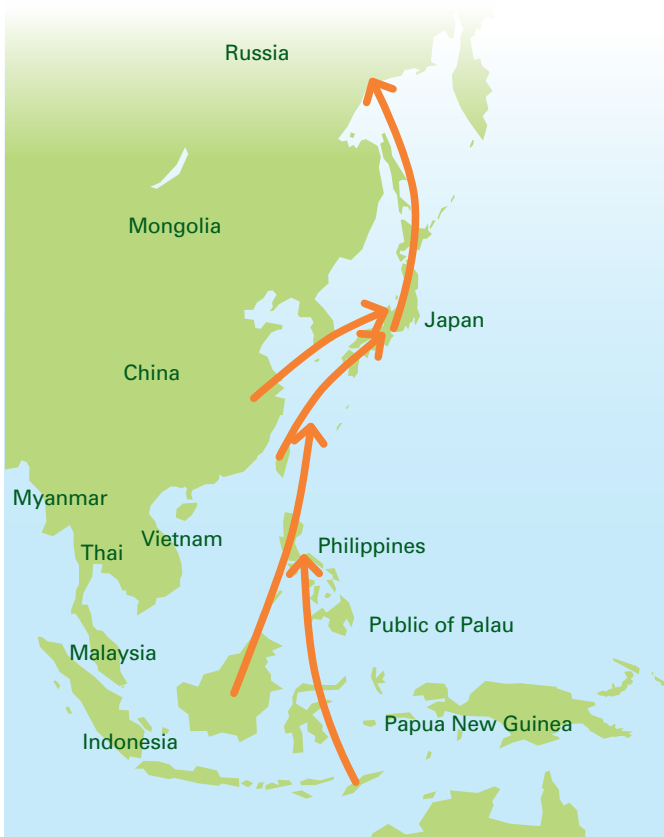 Russia
Mongolia
Japan
China
Myanmar
Vietnam
Thai
Philippines
Public of Palau
Malaysia
Papua New Guinea
Indonesia